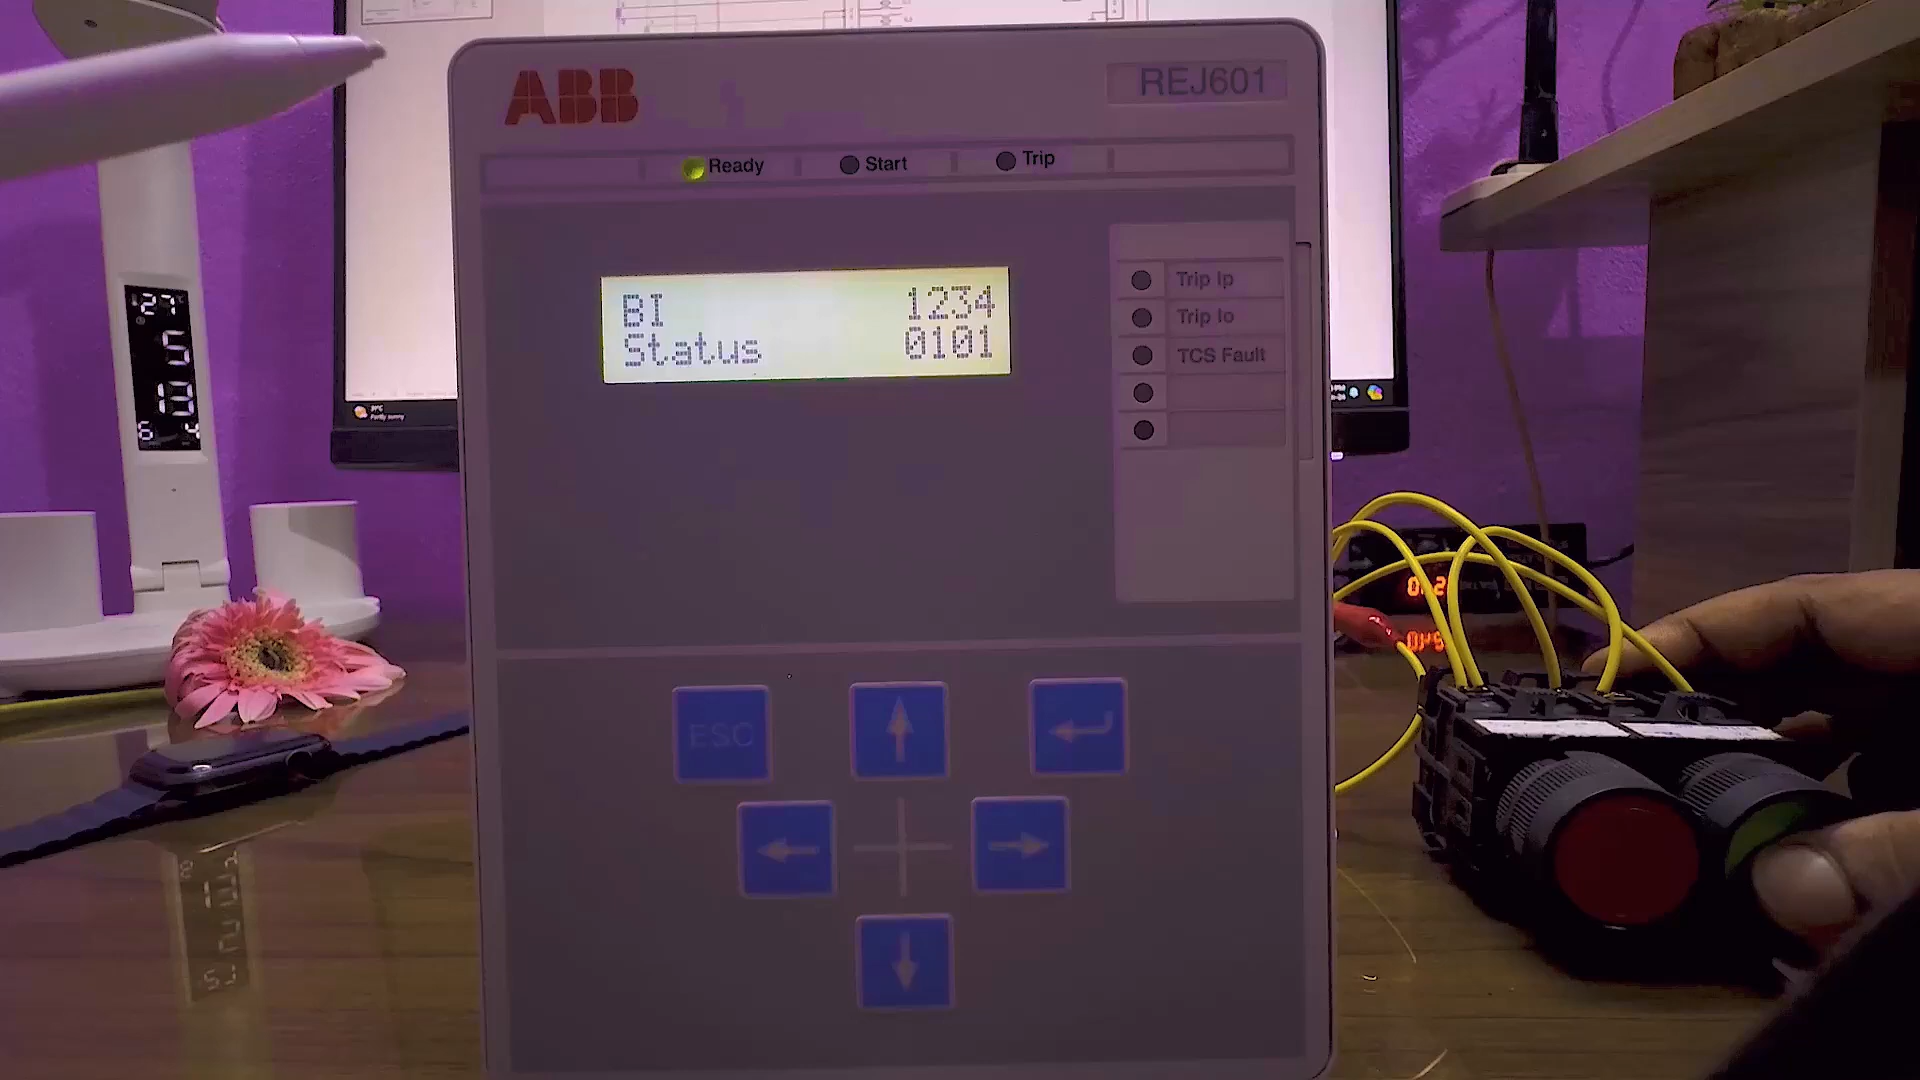 ABB
REJ601
Ready
Start
Trip
BI 1234
Status 0101
Trip Ip
Trip Io
TCS Fault
ESC